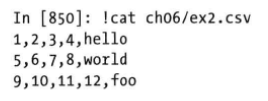 In [850]: !cat ch06/ex2.csv
1,2,3,4,hello
5,6,7,8,world
9,10,11,12,foo